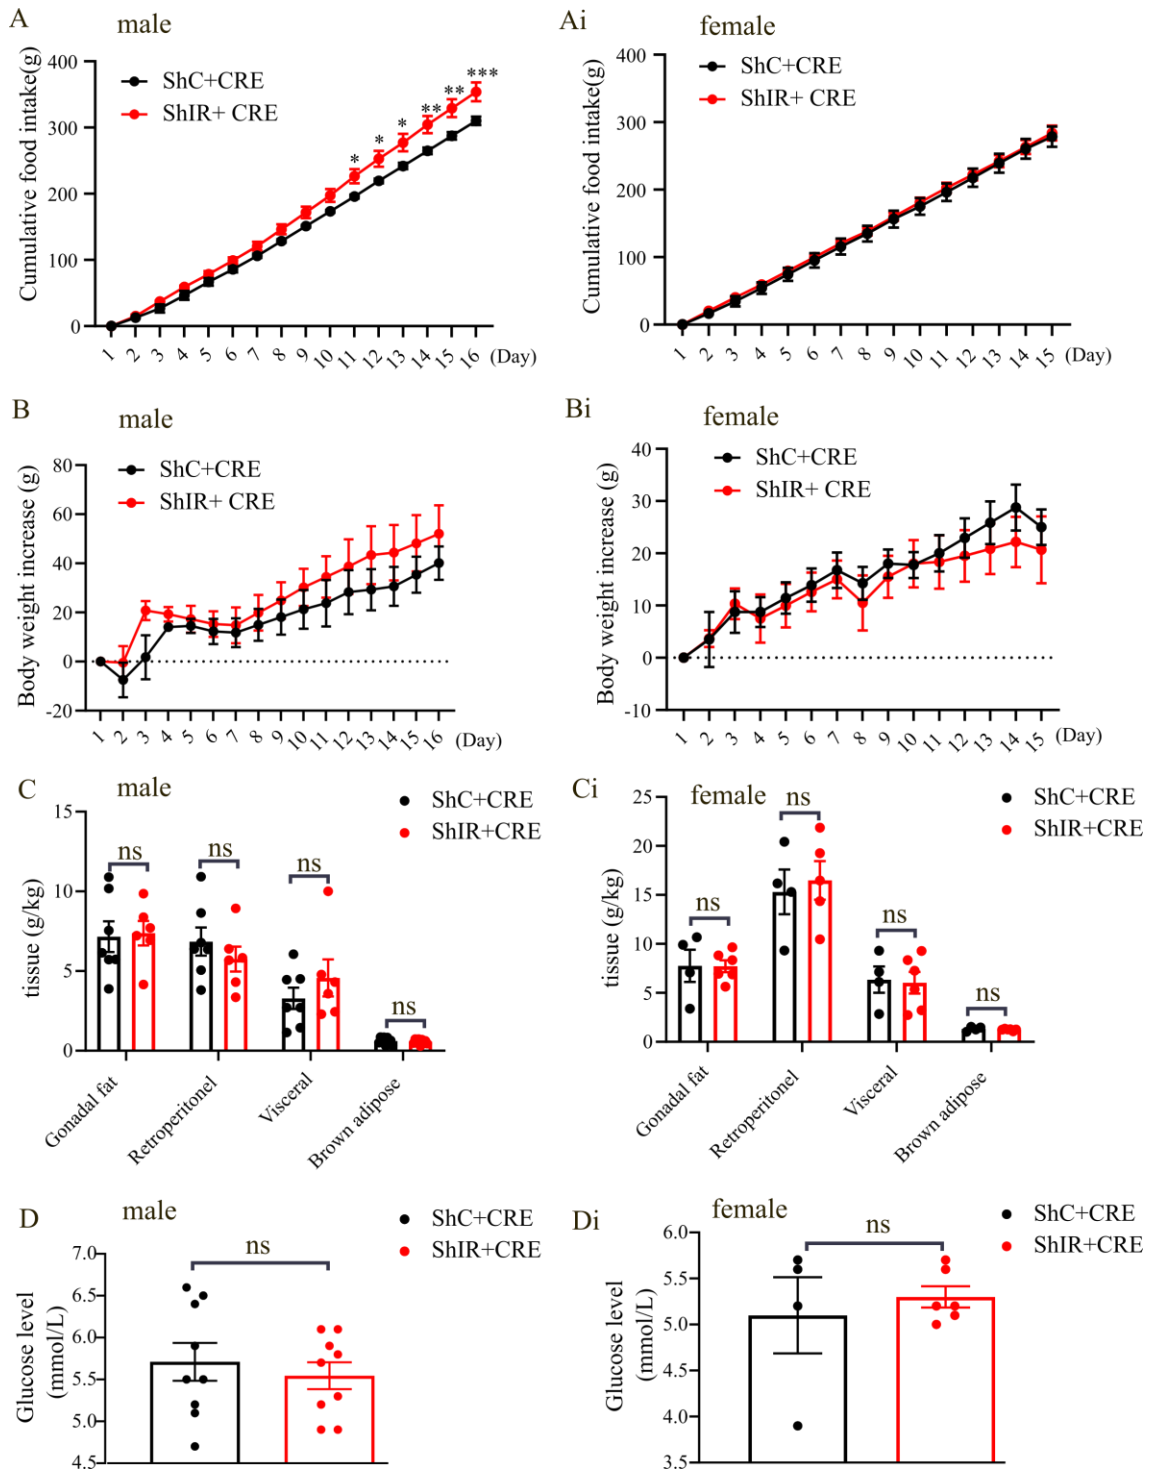 A
male
Cumulative food intake(g)
400
300
200
100
0
ShC+CRE
ShIR+ CRE
*
*
*
**
**
***
1 2 3 4 5 6 7 8 9 10 11 12 13 14 15 16 (Day)
Ai
female
Cumulative food intake(g)
400
300
200
100
0
ShC+CRE
ShIR+ CRE
1 2 3 4 5 6 7 8 9 10 11 12 13 14 15 (Day)
B
male
Body weight increase (g)
80
60
40
20
0
-20
ShC+CRE
ShIR+ CRE
1 2 3 4 5 6 7 8 9 10 11 12 13 14 15 16 (Day)
Bi
female
Body weight increase (g)
40
30
20
10
0
-10
ShC+CRE
ShIR+ CRE
1 2 3 4 5 6 7 8 9 10 11 12 13 14 15 (Day)
C
male
ShC+CRE
ShIR+CRE
tissue (g/kg)
15
10
5
0
ns
ns
ns
ns
Gonadal fat
Retroperitonel
Visceral
Brown adipose
Ci
female
ShC+CRE
ShIR+CRE
tissue (g/kg)
25
20
15
10
5
0
ns
ns
ns
ns
Gonadal fat
Retroperitonel
Visceral
Brown adipose
D
male
ShC+CRE
ShIR+CRE
Glucose level
(mmol/L)
7.0
6.5
6.0
5.5
5.0
4.5
ns
Di
female
ShC+CRE
ShIR+CRE
Glucose level
(mmol/L)
6.0
5.5
5.0
4.5
4.0
3.5
ns